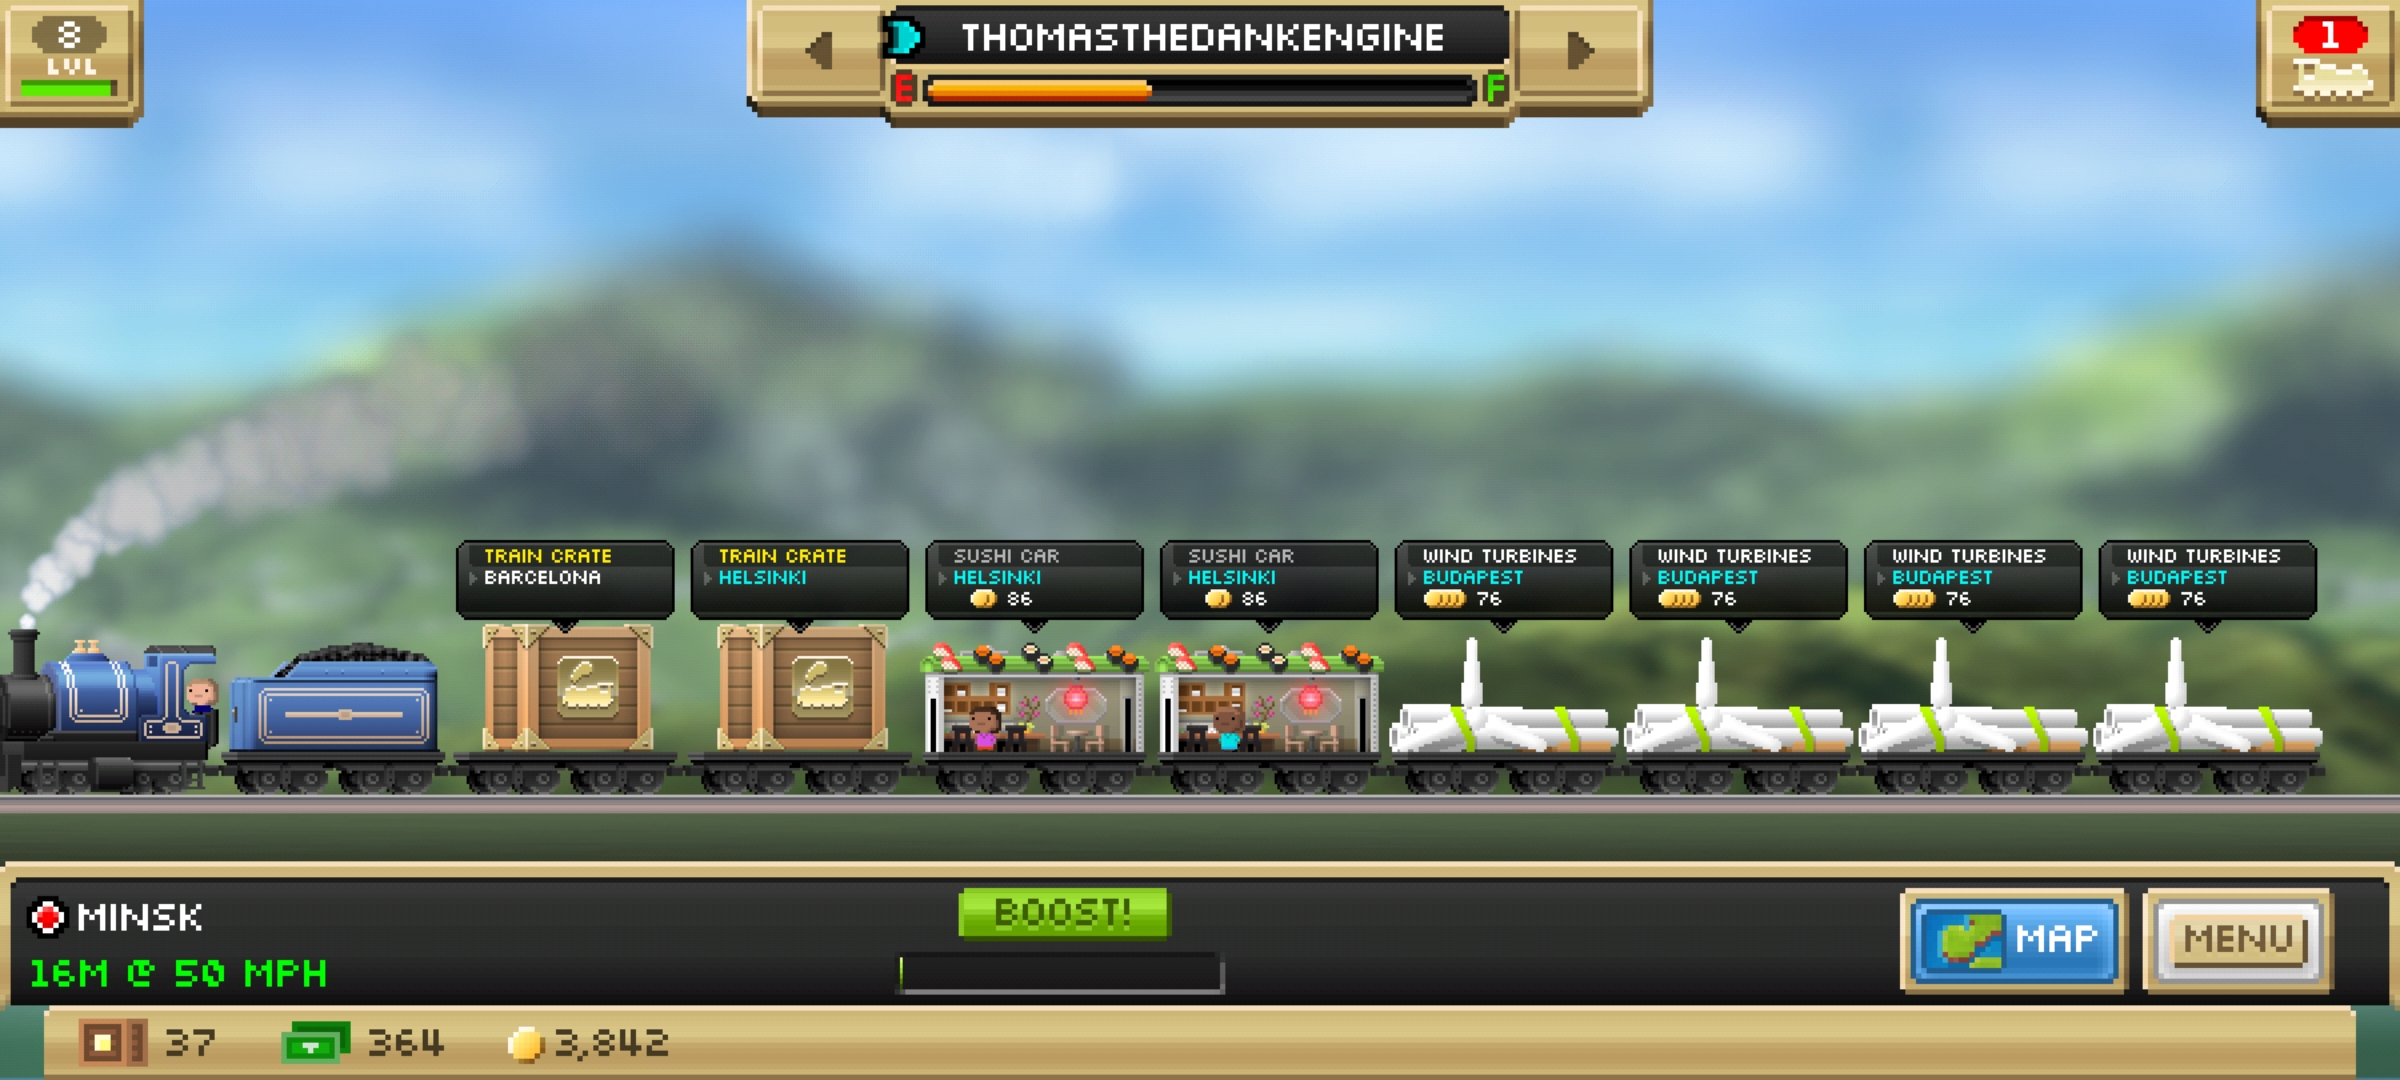 8
LVL
THOMASTHEDANKENGINE
E F
1
TRAIN CRATE
BARCELONA
TRAIN CRATE
HELSINKI
SUSHI CAR
HELSINKI
86
SUSHI CAR
HELSINKI
86
WIND TURBINES
BUDAPEST
76
WIND TURBINES
BUDAPEST
76
WIND TURBINES
BUDAPEST
76
WIND TURBINES
BUDAPEST
76
MINSK
16M @ 50 MPH
BOOST!
MAP
MENU
37
364
3,842